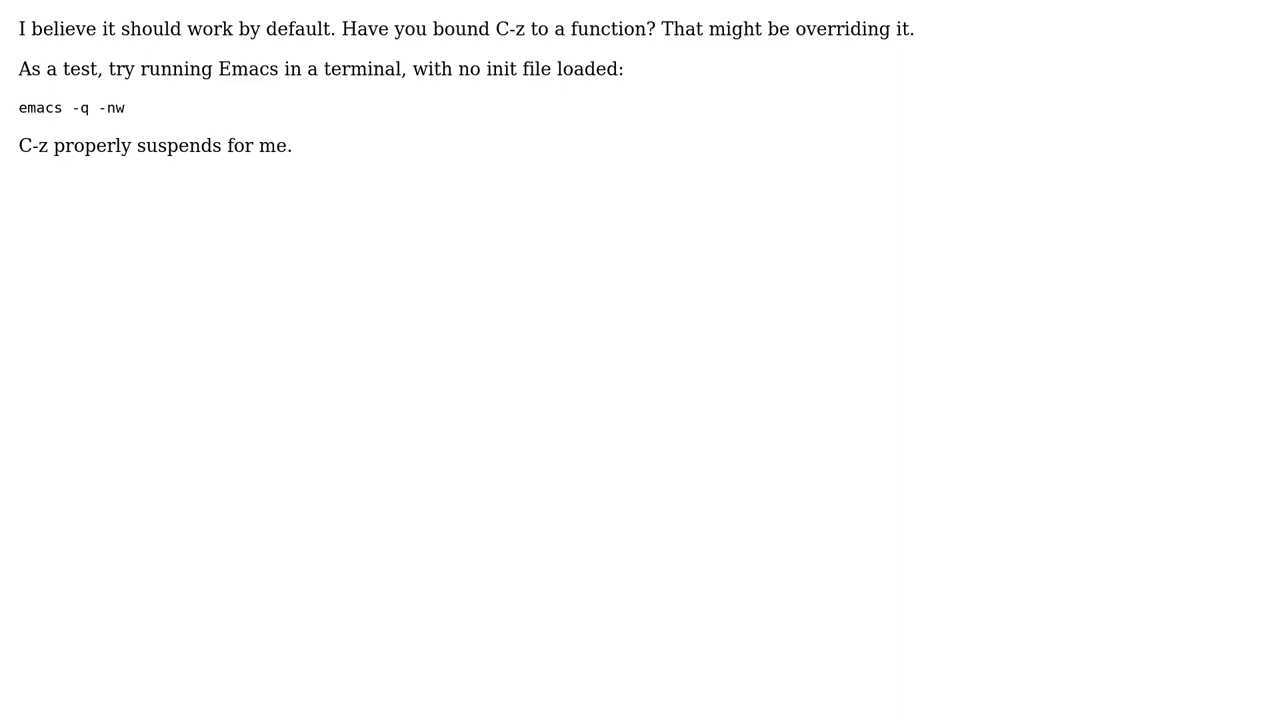 I believe it should work by default. Have you bound C-z to a function? That might be overriding it.
As a test, try running Emacs in a terminal, with no init file loaded:
emacs -q -nw
C-z properly suspends for me.